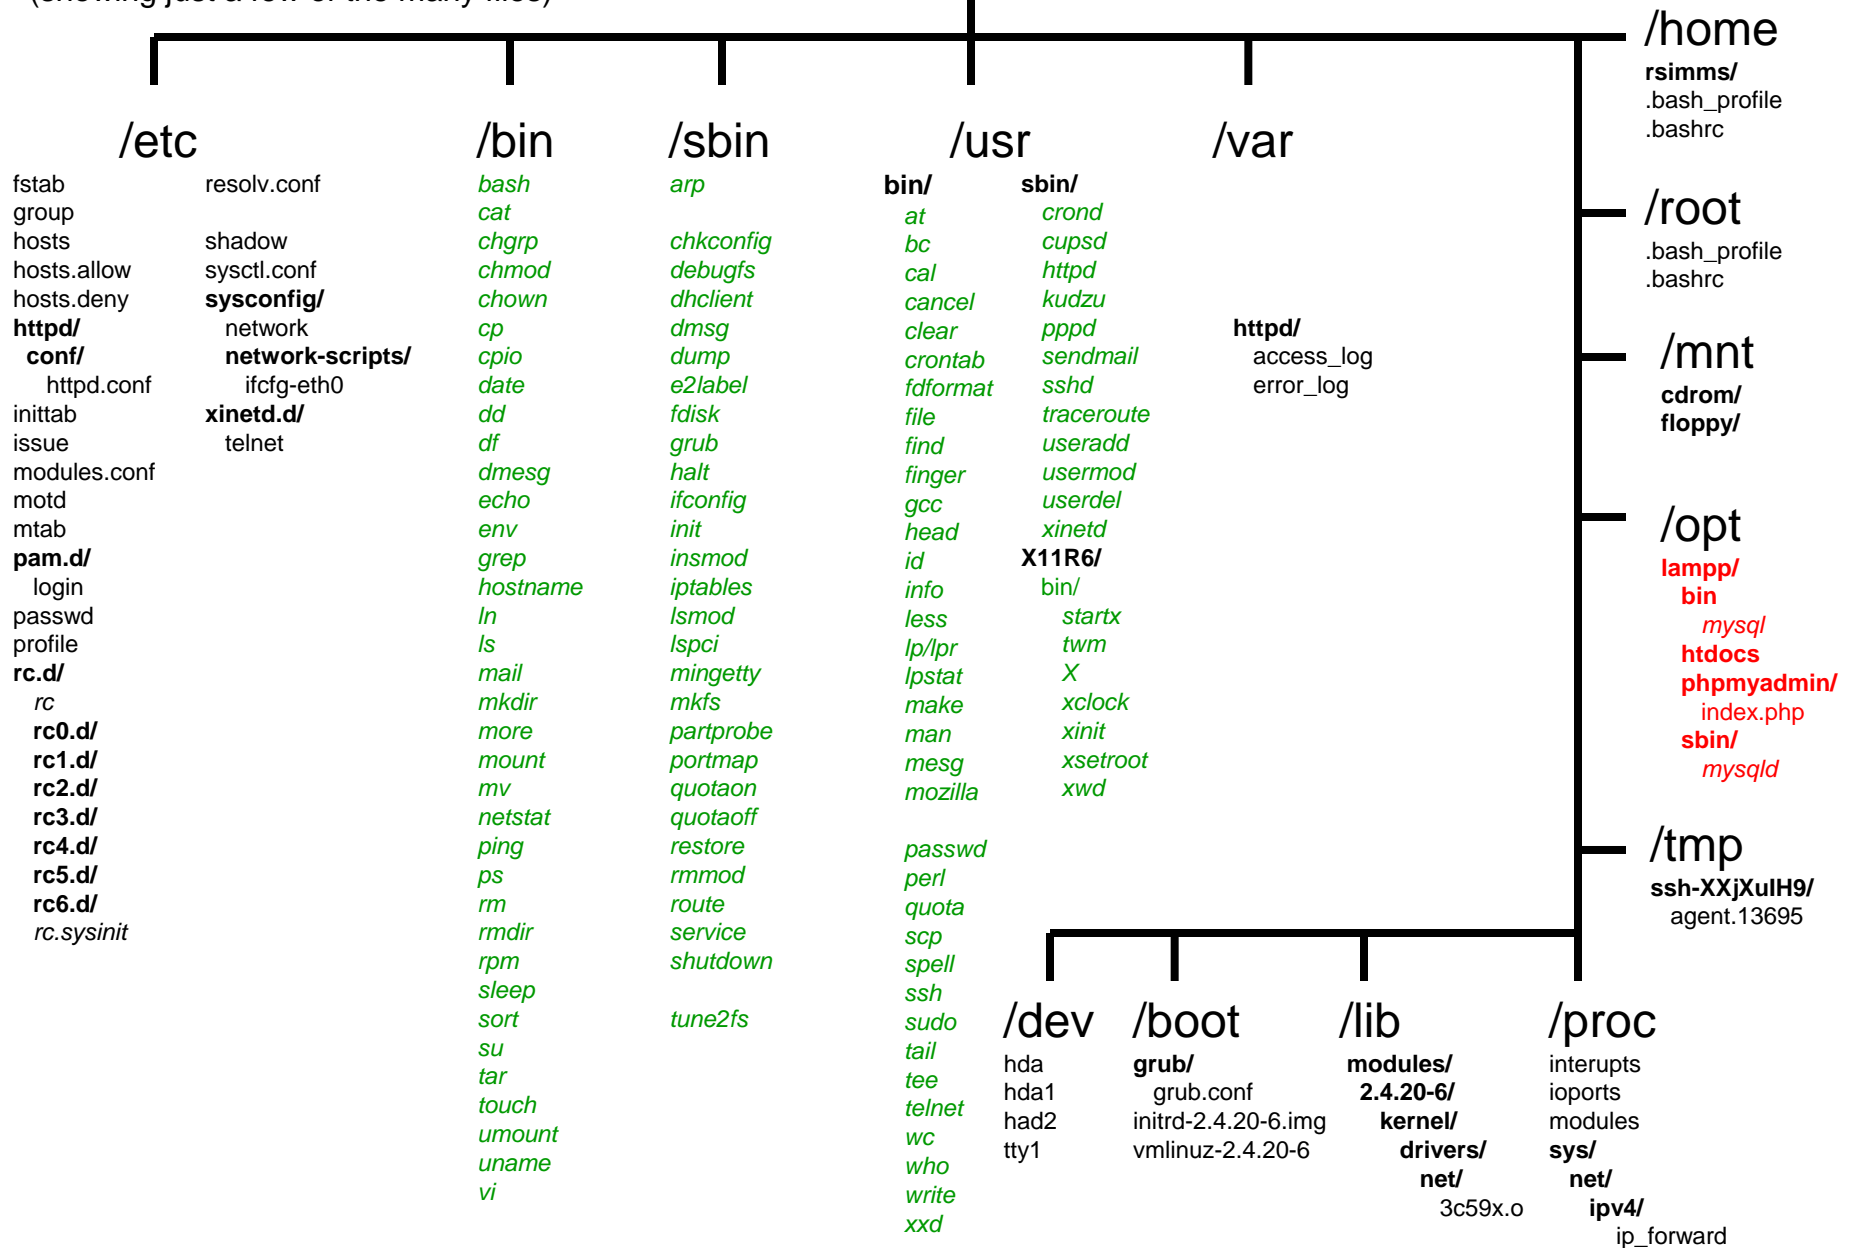 (showing just a few of the many files)
/etc
fstab
group
hosts
hosts.allow
hosts.deny
httpd/
conf/
httpd.conf
inittab
issue
modules.conf
motd
mtab
pam.d/
login
passwd
profile
rc.d/
rc
rc0.d/
rc1.d/
rc2.d/
rc3.d/
rc4.d/
rc5.d/
rc6.d/
rc.sysinit
resolv.conf
shadow
sysctl.conf
sysconfig/
network
network-scripts/
ifcfg-eth0
xinetd.d/
telnet
/bin
bash
cat
chgrp
chmod
chown
cp
cpio
date
dd
df
dmesg
echo
env
grep
hostname
ln
ls
mail
mkdir
more
mount
mv
netstat
ping
ps
rm
rmdir
rpm
sleep
sort
su
tar
touch
umount
uname
vi
/sbin
arp
chkconfig
debugfs
dhclient
dmsg
dump
e2label
fdisk
grub
halt
ifconfig
init
insmod
iptables
lsmod
lspci
mingetty
mkfs
partprobe
portmap
quotaon
quotaoff
restore
rmmod
route
service
shutdown
tune2fs
/usr
bin/
at
bc
cal
cancel
clear
crontab
fdformat
file
find
finger
gcc
head
id
info
less
lp/lpr
lpstat
make
man
mesg
mozilla
passwd
perl
quota
scp
spell
ssh
sudo
tail
tee
telnet
wc
who
write
xxd
sbin/
crond
cupsd
httpd
kudzu
pppd
sendmail
sshd
traceroute
useradd
usermod
userdel
xinetd
X11R6/
bin/
startx
twm
X
xclock
xinit
xsetroot
xwd
/var
httpd/
access_log
error_log
/home
rsimms/
.bash_profile
.bashrc
/root
.bash_profile
.bashrc
/mnt
cdrom/
floppy/
/opt
lampp/
bin
mysql
htdocs
phpmyadmin/
index.php
sbin/
mysqld
/tmp
ssh-XXjXuIH9/
agent.13695
/dev
hda
hda1
had2
tty1
/boot
grub/
grub.conf
initrd-2.4.20-6.img
vmlinuz-2.4.20-6
/lib
modules/
2.4.20-6/
kernel/
drivers/
net/
3c59x.o
/proc
interupts
ioports
modules
sys/
net/
ipv4/
ip_forward